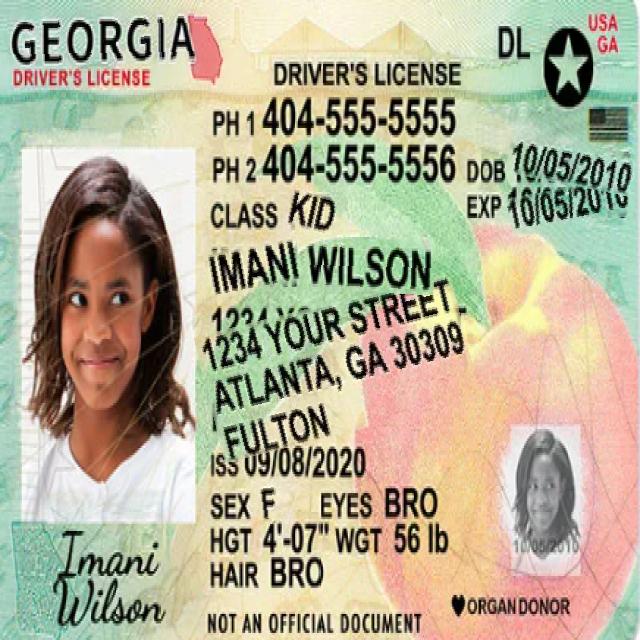 GEORGIA
DRIVER'S LICENSE
DRIVER'S LICENSE
DL
USA
GA
PH 1 404-555-5555
PH 2 404-555-5556
DOB 10/05/2010
EXP
CLASS KID
IMANI WILSON
1234
1234 YOUR STREET
ATLANTA, GA 30309
FULTON
ISS 09/08/2020
SEX F EYES BRO
HGT 4'-07" WGT 56 lb
HAIR BRO
Imani
Wilson
10/05/2010
NOT AN OFFICIAL DOCUMENT
ORGAN DONOR